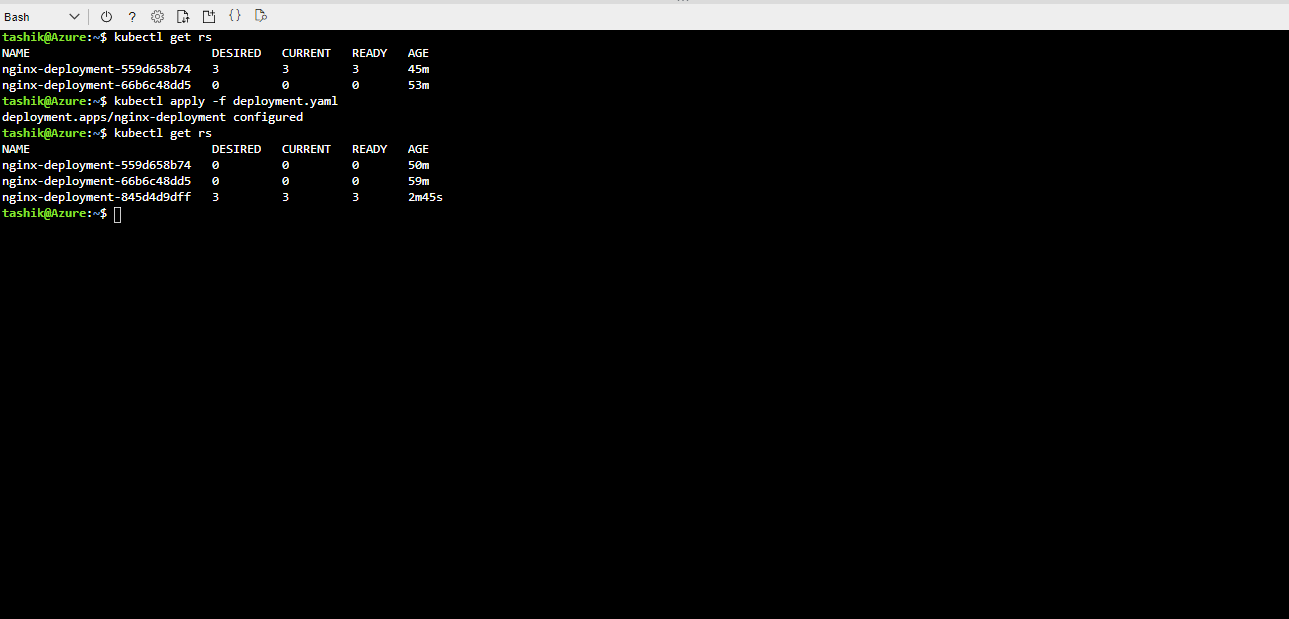 Bash
tashik@Azure:~$ kubectl get rs
NAME DESIRED CURRENT READY AGE
nginx-deployment-559d658b74 3 3 3 45m
nginx-deployment-66b6c48dd5 0 0 0 53m
tashik@Azure:~$ kubectl apply -f deployment.yaml
deployment.apps/nginx-deployment configured
tashik@Azure:~$ kubectl get rs
NAME DESIRED CURRENT READY AGE
nginx-deployment-559d658b74 0 0 0 50m
nginx-deployment-66b6c48dd5 0 0 0 59m
nginx-deployment-845d4d9dff 3 3 3 2m45s
tashik@Azure:~$